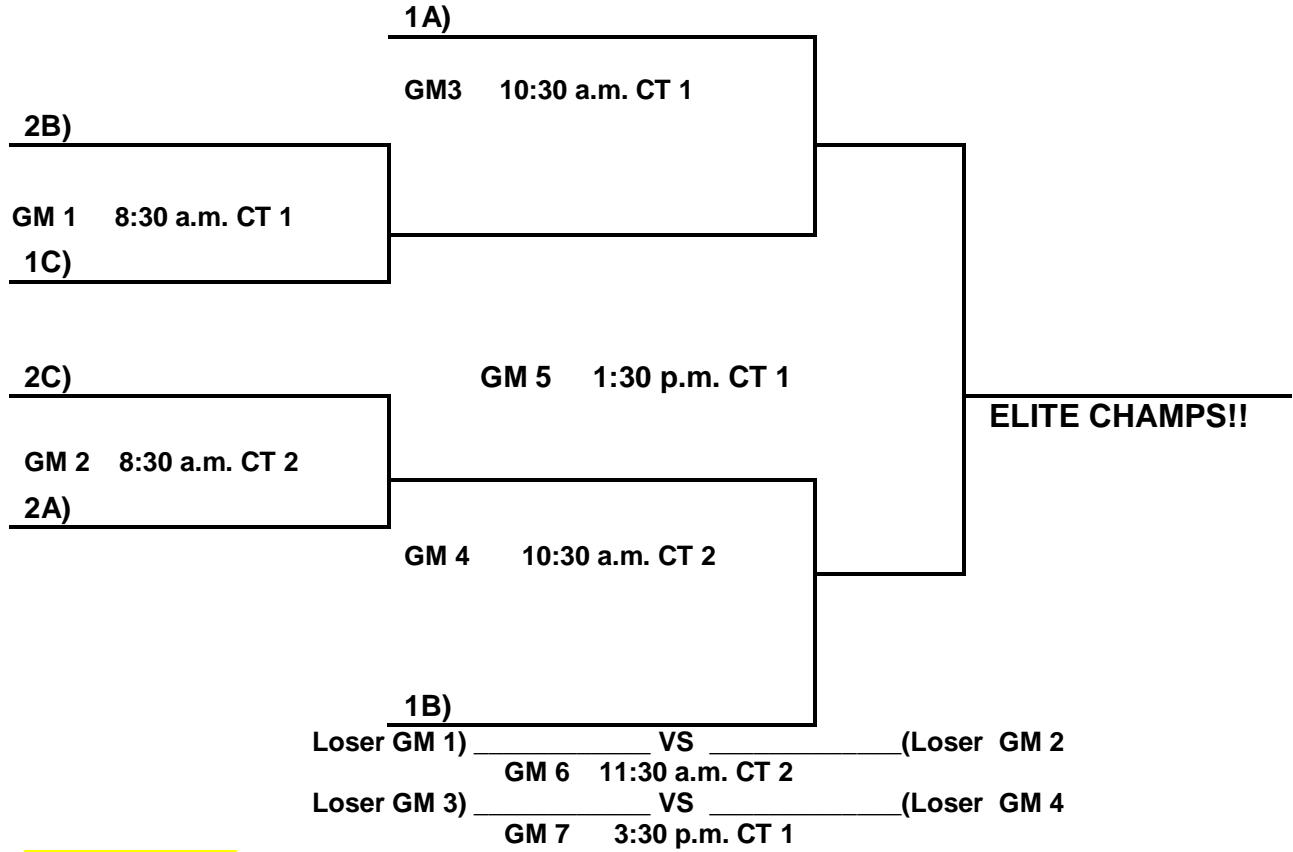 1A)
GM3 10:30 a.m. CT 1
2B)
GM 1 8:30 a.m. CT 1
1C)
2C)
GM 5 1:30 p.m. CT 1
ELITE CHAMPS!!
GM 2 8:30 a.m. CT 2
2A)
GM 4 10:30 a.m. CT 2
1B)
Loser GM 1) ____________ VS _____________(Loser GM 2
GM 6 11:30 a.m. CT 2
Loser GM 3) ____________ VS _____________(Loser GM 4
GM 7 3:30 p.m. CT 1